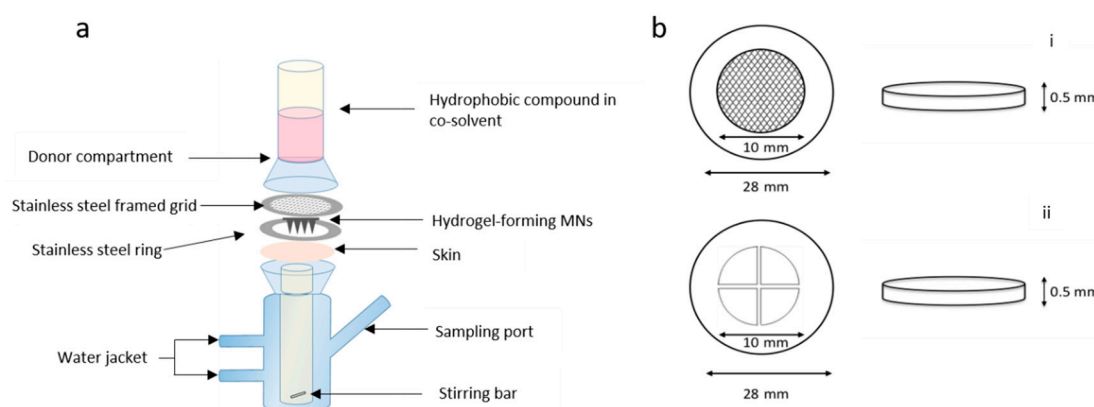 a
Hydrophobic compound in
co-solvent
Donor compartment
Stainless steel framed grid
Hydrogel-forming MNs
Stainless steel ring
Skin
Sampling port
Water jacket
Stirring bar
b
i
10 mm
28 mm
0.5 mm
ii
10 mm
28 mm
0.5 mm